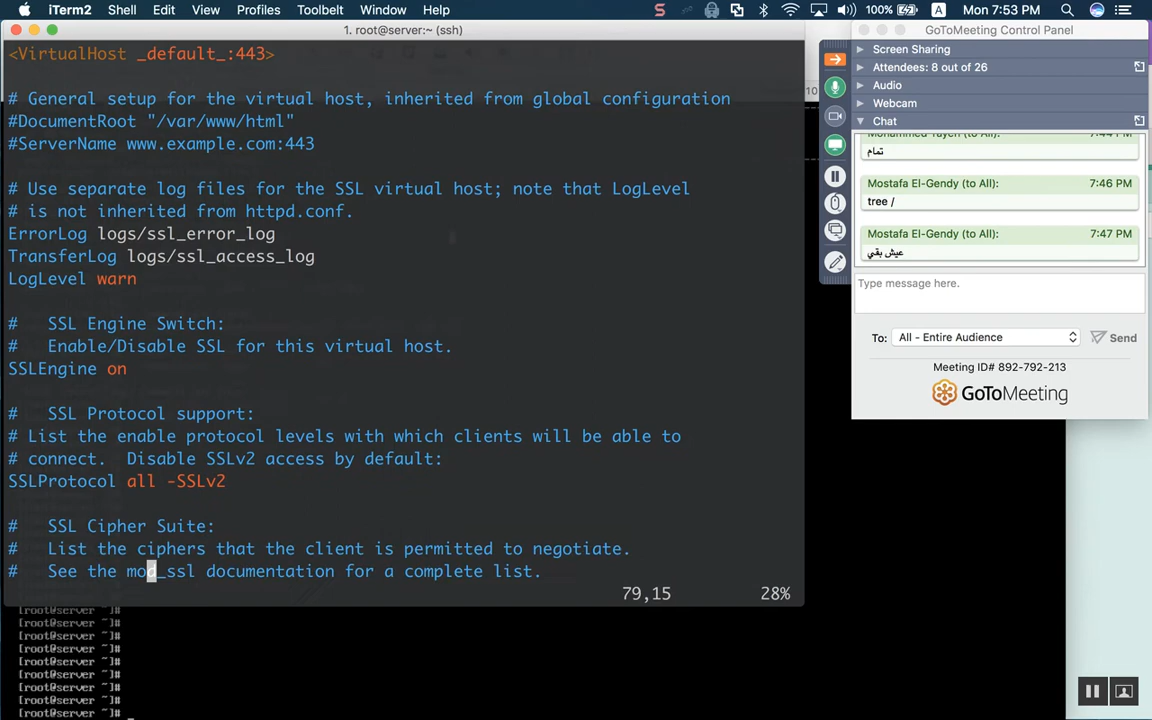 iTerm2 Shell Edit View Profiles Toolbelt Window Help
100% A Mon 7:53 PM
1. root@server:~ (ssh)
<VirtualHost _default_:443>
# General setup for the virtual host, inherited from global configuration
#DocumentRoot "/var/www/html"
#ServerName www.example.com:443
# Use separate log files for the SSL virtual host; note that LogLevel
# is not inherited from httpd.conf.
ErrorLog logs/ssl_error_log
TransferLog logs/ssl_access_log
LogLevel warn
# SSL Engine Switch:
# Enable/Disable SSL for this virtual host.
SSLEngine on
# SSL Protocol support:
# List the enable protocol levels with which clients will be able to
# connect. Disable SSLv2 access by default:
SSLProtocol all -SSLv2
# SSL Cipher Suite:
# List the ciphers that the client is permitted to negotiate.
# See the mod_ssl documentation for a complete list.
79,15 28%
[root@server ~]#
[root@server ~]#
[root@server ~]#
[root@server ~]#
[root@server ~]#
[root@server ~]#
[root@server ~]#
[root@server ~]#
[root@server ~]#
10
GoToMeeting Control Panel
Screen Sharing
Attendees: 8 out of 26
Audio
Webcam
Chat
(to All): 7:44 PM
تمام
Mostafa El-Gendy (to All): 7:46 PM
tree /
Mostafa El-Gendy (to All): 7:47 PM
عيش بقي
Type message here.
To: All - Entire Audience Send
Meeting ID# 892-792-213
GoToMeeting